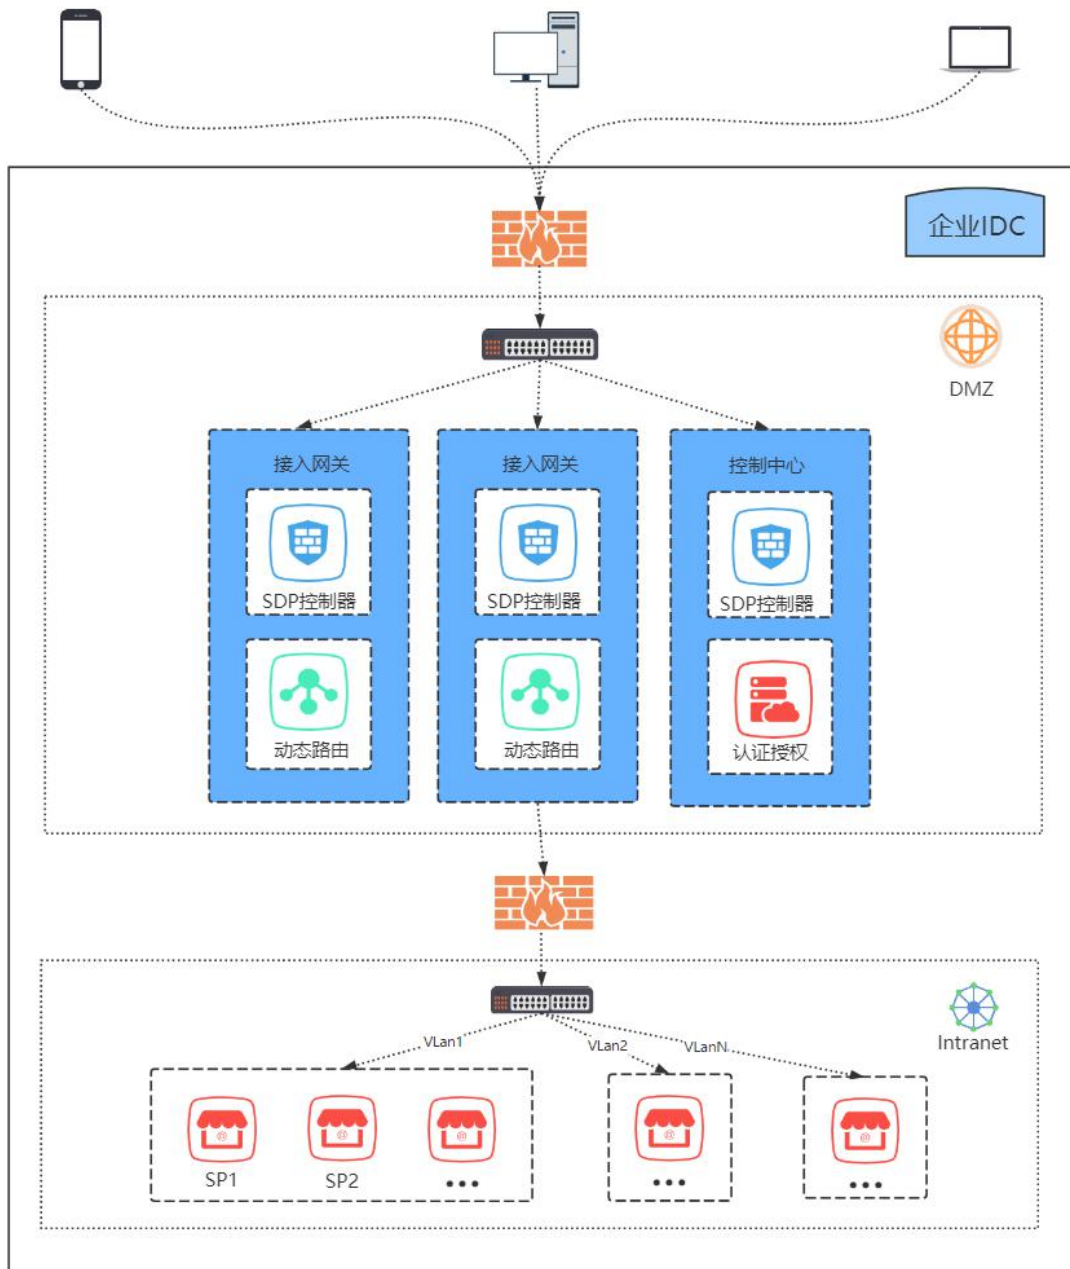 企业IDC
DMZ
接入网关
接入网关
控制中心
SDP控制器
SDP控制器
SDP控制器
动态路由
动态路由
认证授权
Intranet
VLan1
VLan2
VLanN
SP1
SP2
•••
•••
•••